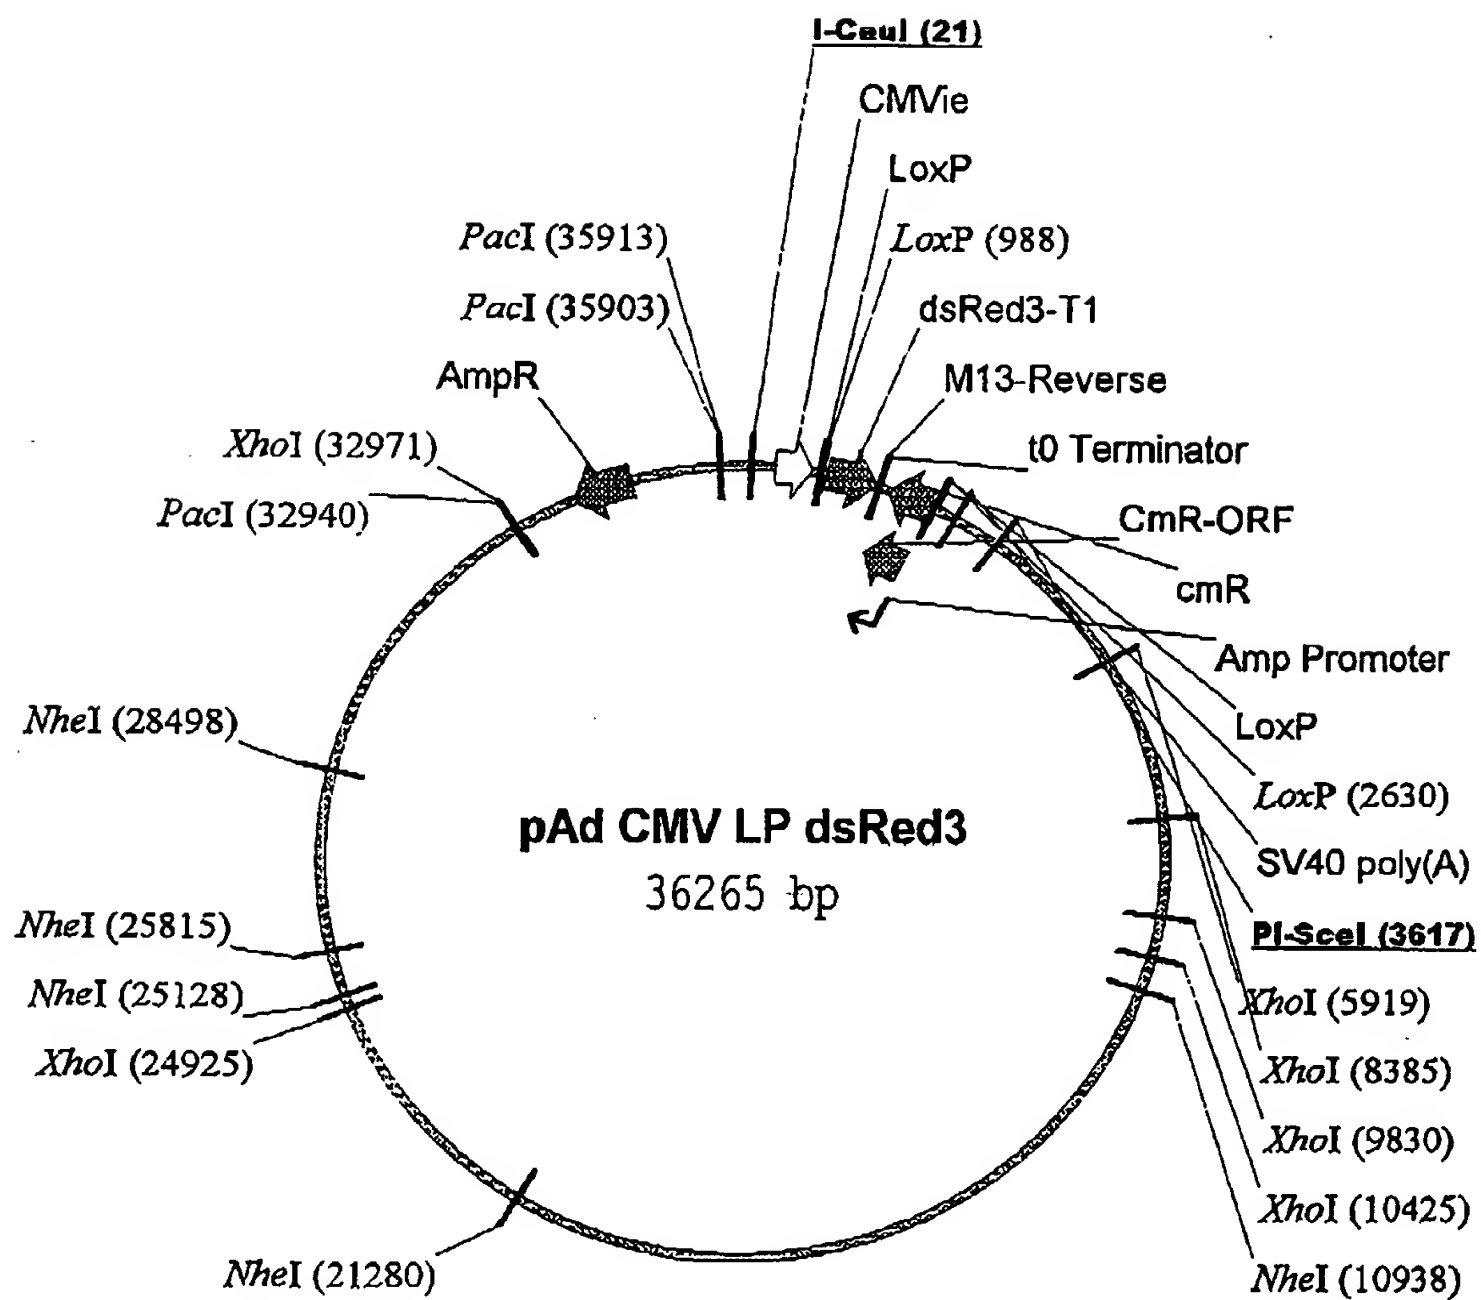 I-CeuI (21)
CMVie
LoxP
PacI (35913)
LoxP (988)
PacI (35903)
dsRed3-T1
AmpR
M13-Reverse
XhoI (32971)
t0 Terminator
PacI (32940)
CmR-ORF
cmR
Amp Promoter
NheI (28498)
LoxP
LoxP (2630)
pAd CMV LP dsRed3
SV40 poly(A)
36265 bp
NheI (25815)
PI-SceI (3617)
NheI (25128)
XhoI (5919)
XhoI (24925)
XhoI (8385)
XhoI (9830)
XhoI (10425)
NheI (21280)
NheI (10938)